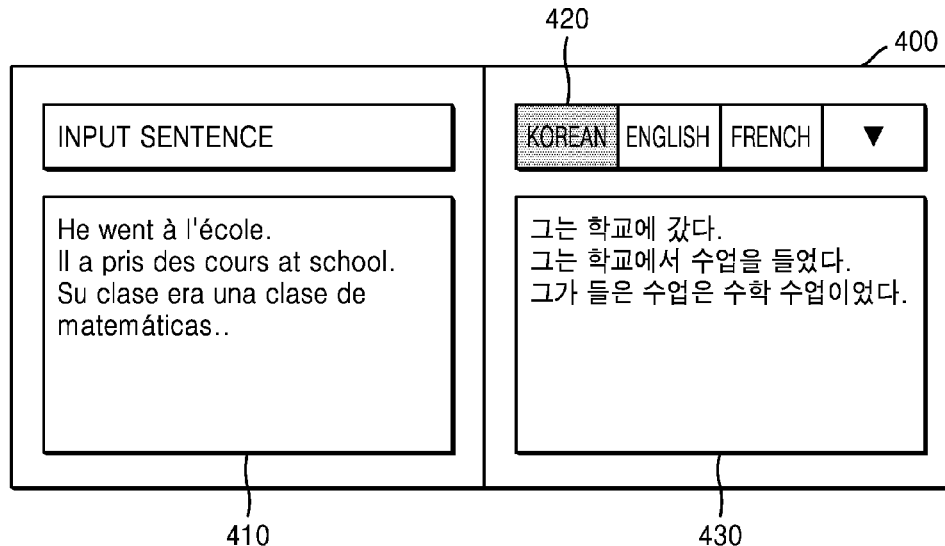 420
400
INPUT SENTENCE
KOREAN ENGLISH FRENCH ▼
He went à l'école.
Il a pris des cours at school.
Su clase era una clase de
matemáticas..
그는 학교에 갔다.
그는 학교에서 수업을 들었다.
그가 들은 수업은 수학 수업이었다.
410
430